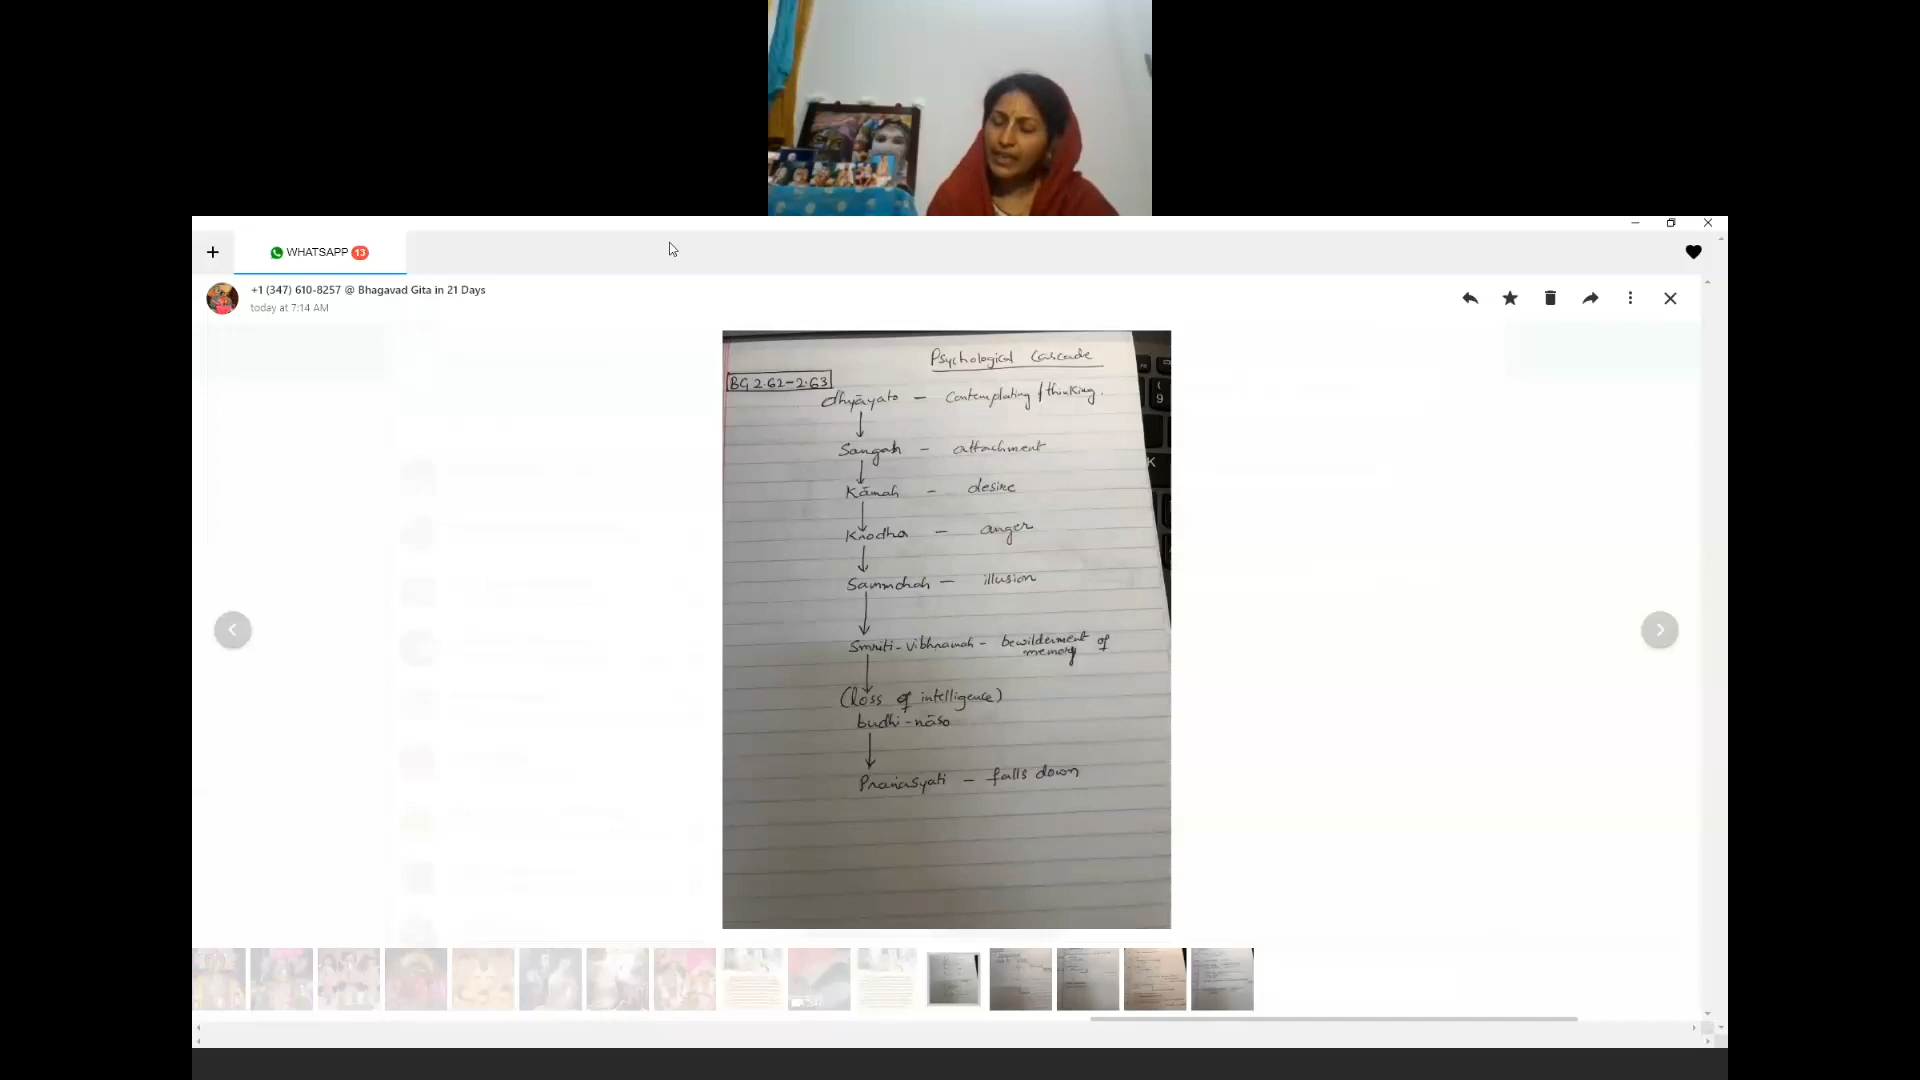 WHATSAPP 13
+1 (347) 610-8257 @ Bhagavad Gita in 21 Days
today at 7:14 AM
Psychological Cascade
BG 2.62-2.63
dhyāyato - Contemplating / thinking.
Sangah - attachment
Kāmah - desire
Krodha - anger
Sammohah - illusion
Smriti-vibhramah - bewilderment of
memory
(loss of intelligence)
budhi-nāso
Pranasyati - falls down